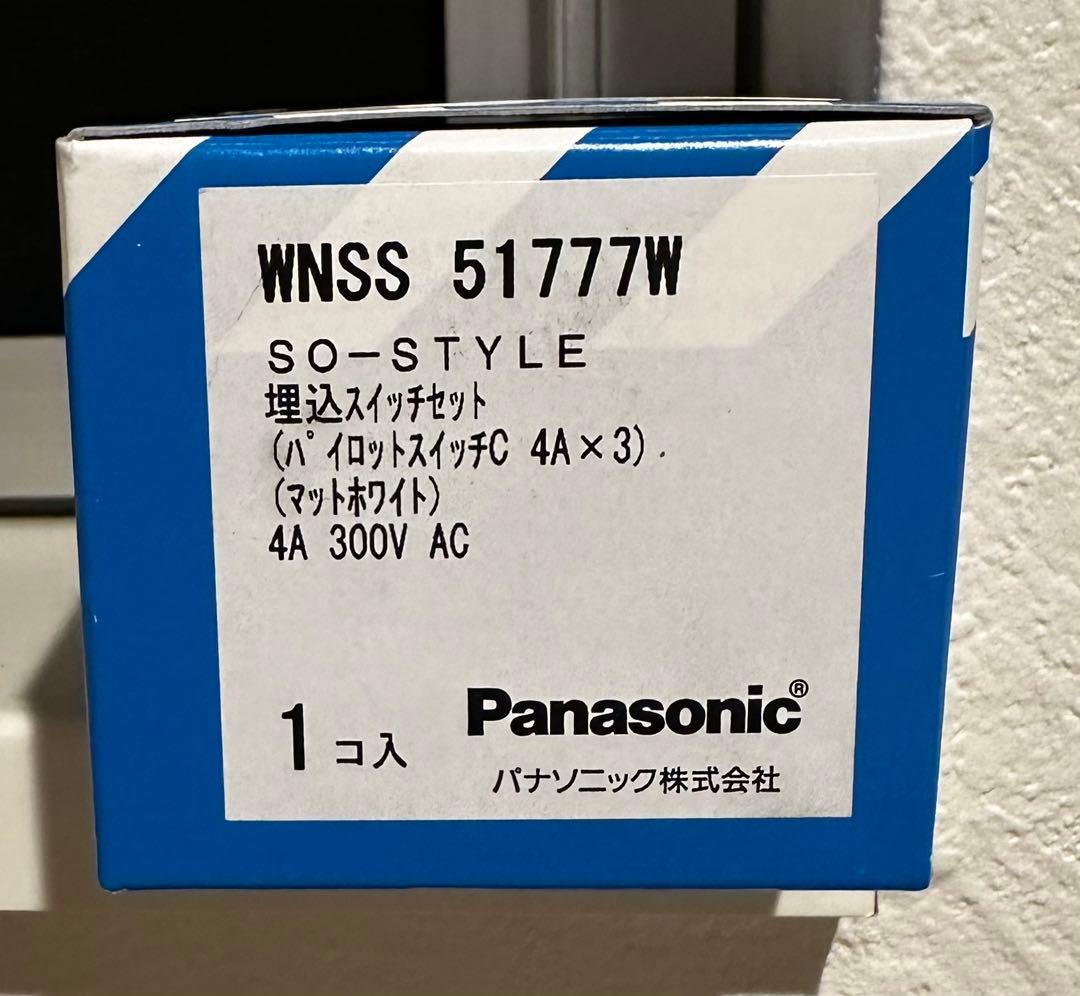 WNSS 51777W
SO-STYLE
埋込スイッチセット
(パイロットスイッチC 4A×3)
(マットホワイト)
4A 300V AC
1コ入
Panasonic®
パナソニック株式会社